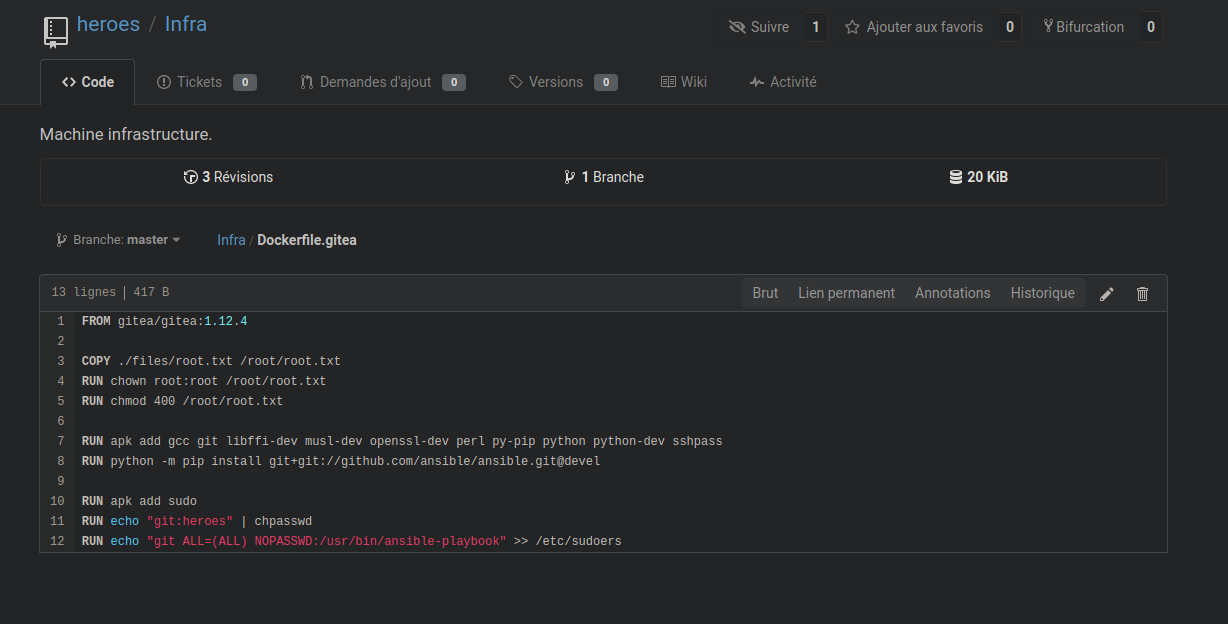 heroes / Infra
Suivre 1 Ajouter aux favoris 0 Bifurcation 0
<> Code Tickets 0 Demandes d'ajout 0 Versions 0 Wiki Activité
Machine infrastructure.
3 Révisions 1 Branche 20 KiB
Branche: master Infra / Dockerfile.gitea
13 lignes | 417 B Brut Lien permanent Annotations Historique
1 FROM gitea/gitea:1.12.4
2
3 COPY ./files/root.txt /root/root.txt
4 RUN chown root:root /root/root.txt
5 RUN chmod 400 /root/root.txt
6
7 RUN apk add gcc git libffi-dev musl-dev openssl-dev perl py-pip python python-dev sshpass
8 RUN python -m pip install git+git://github.com/ansible/ansible.git@devel
9
10 RUN apk add sudo
11 RUN echo "git:heroes" | chpasswd
12 RUN echo "git ALL=(ALL) NOPASSWD:/usr/bin/ansible-playbook" >> /etc/sudoers